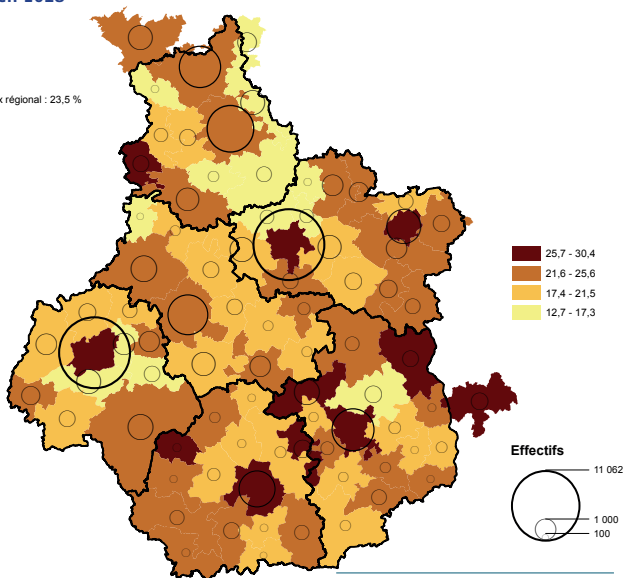 x régional : 23,5 %
25,7 - 30,4
21,6 - 25,6
17,4 - 21,5
12,7 - 17,3
Effectifs
11 062
1 000
100